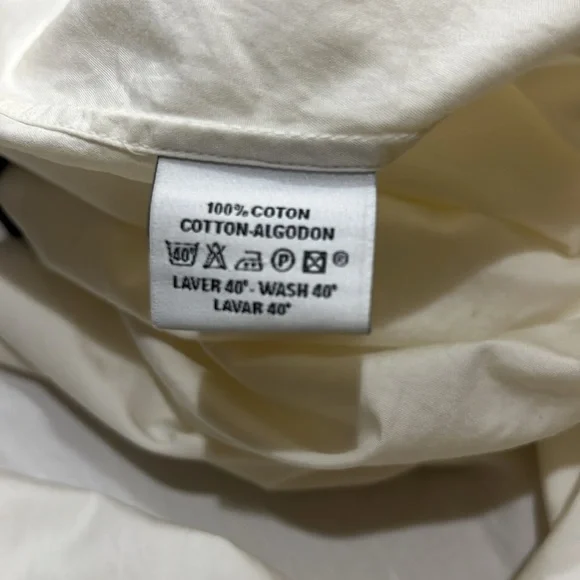 100% COTON
COTTON-ALGODON
40° P ®
LAVER 40°- WASH 40°
LAVAR 40°